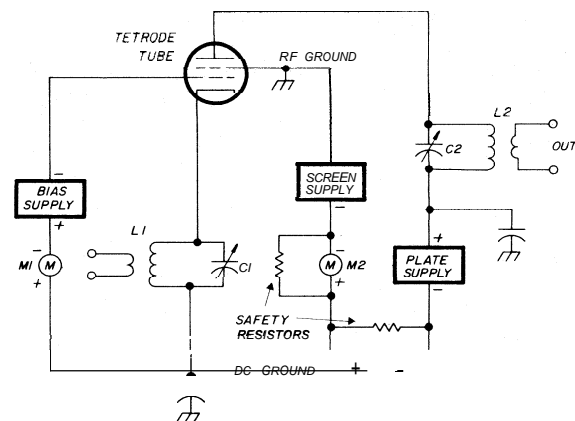 TETRODE
TUBE
RF GROUND
L2
C2
OUT
-
BIAS
SUPPLY
+
SCREEN
SUPPLY
-
+
PLATE
SUPPLY
-
L1
C1
-
M1 M
+
-
M M2
+
SAFETY
RESISTORS
DC GROUND + -